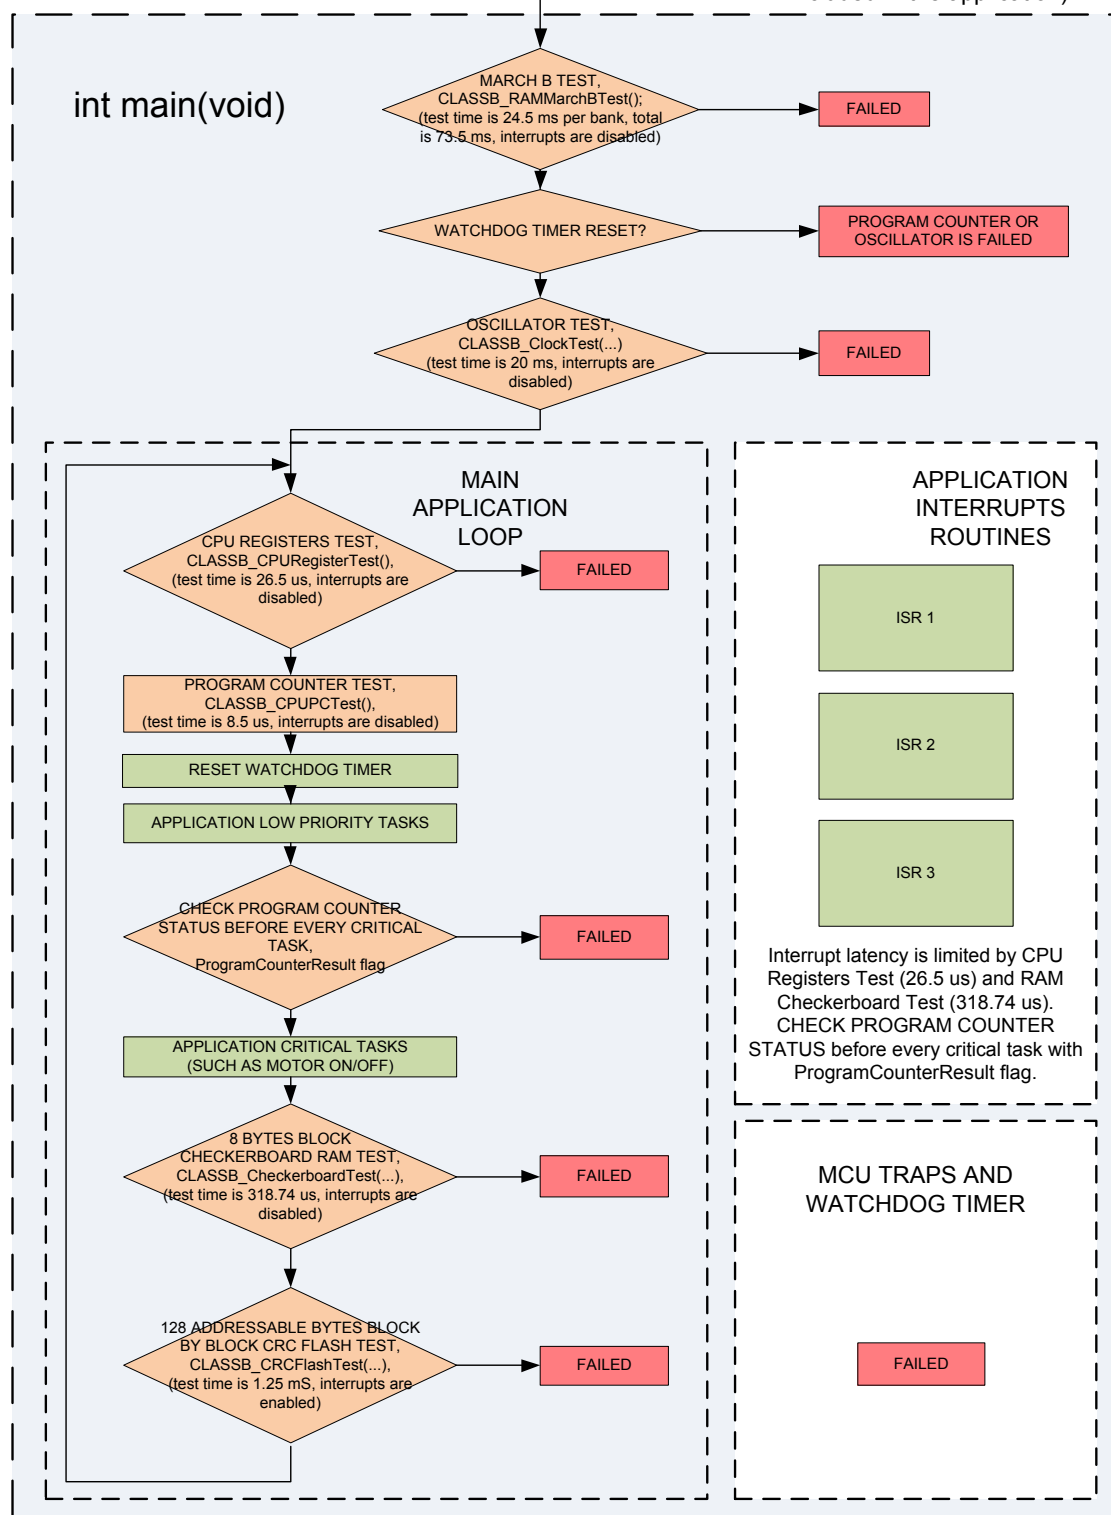 int main(void)
MARCH B TEST,
CLASSB_RAMMarchBTest();
(test time is 24.5 ms per bank, total
is 73.5 ms, interrupts are disabled)
FAILED
WATCHDOG TIMER RESET?
PROGRAM COUNTER OR
OSCILLATOR IS FAILED
OSCILLATOR TEST,
CLASSB_ClockTest(...)
(test time is 20 ms, interrupts are
disabled)
FAILED
MAIN
APPLICATION
LOOP
CPU REGISTERS TEST,
CLASSB_CPURegisterTest(),
(test time is 26.5 us, interrupts are
disabled)
FAILED
PROGRAM COUNTER TEST,
CLASSB_CPUPCTest(),
(test time is 8.5 us, interrupts are disabled)
RESET WATCHDOG TIMER
APPLICATION LOW PRIORITY TASKS
CHECK PROGRAM COUNTER
STATUS BEFORE EVERY CRITICAL
TASK,
ProgramCounterResult flag
FAILED
APPLICATION CRITICAL TASKS
(SUCH AS MOTOR ON/OFF)
8 BYTES BLOCK
CHECKERBOARD RAM TEST,
CLASSB_CheckerboardTest(...),
(test time is 318.74 us, interrupts are
disabled)
FAILED
128 ADDRESSABLE BYTES BLOCK
BY BLOCK CRC FLASH TEST,
CLASSB_CRCFlashTest(...),
(test time is 1.25 mS, interrupts are
enabled)
FAILED
APPLICATION
INTERRUPTS
ROUTINES
ISR 1
ISR 2
ISR 3
Interrupt latency is limited by CPU
Registers Test (26.5 us) and RAM
Checkerboard Test (318.74 us).
CHECK PROGRAM COUNTER
STATUS before every critical task with
ProgramCounterResult flag.
MCU TRAPS AND
WATCHDOG TIMER
FAILED